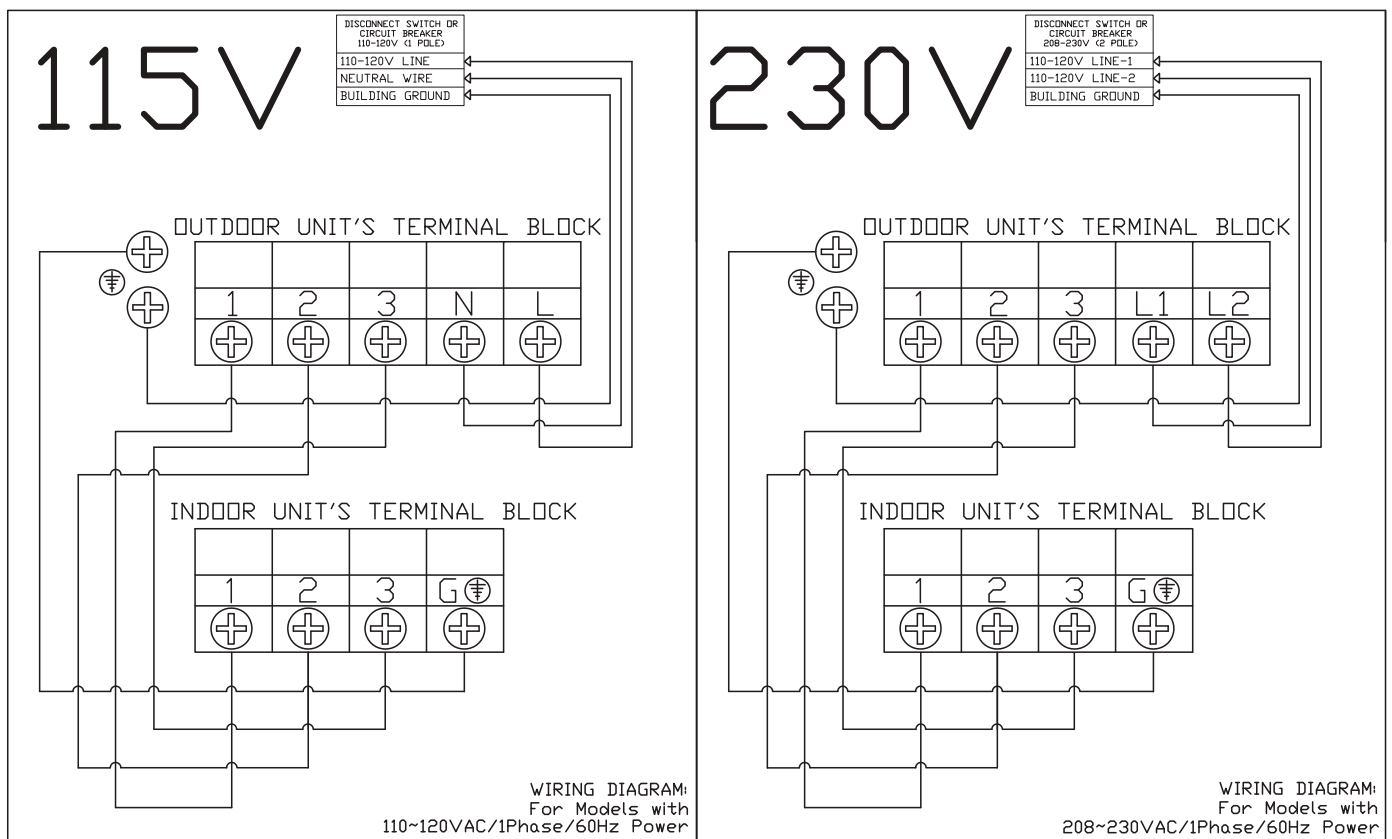 115V
DISCONNECT SWITCH OR
CIRCUIT BREAKER
110-120V (1 POLE)
110-120V LINE
NEUTRAL WIRE
BUILDING GROUND
OUTDOOR UNIT'S TERMINAL BLOCK
1 2 3 N L
INDOOR UNIT'S TERMINAL BLOCK
1 2 3 G
WIRING DIAGRAM:
For Models with
110~120VAC/1Phase/60Hz Power
230V
DISCONNECT SWITCH OR
CIRCUIT BREAKER
208-230V (2 POLE)
110-120V LINE-1
110-120V LINE-2
BUILDING GROUND
OUTDOOR UNIT'S TERMINAL BLOCK
1 2 3 L1 L2
INDOOR UNIT'S TERMINAL BLOCK
1 2 3 G
WIRING DIAGRAM:
For Models with
208~230VAC/1Phase/60Hz Power